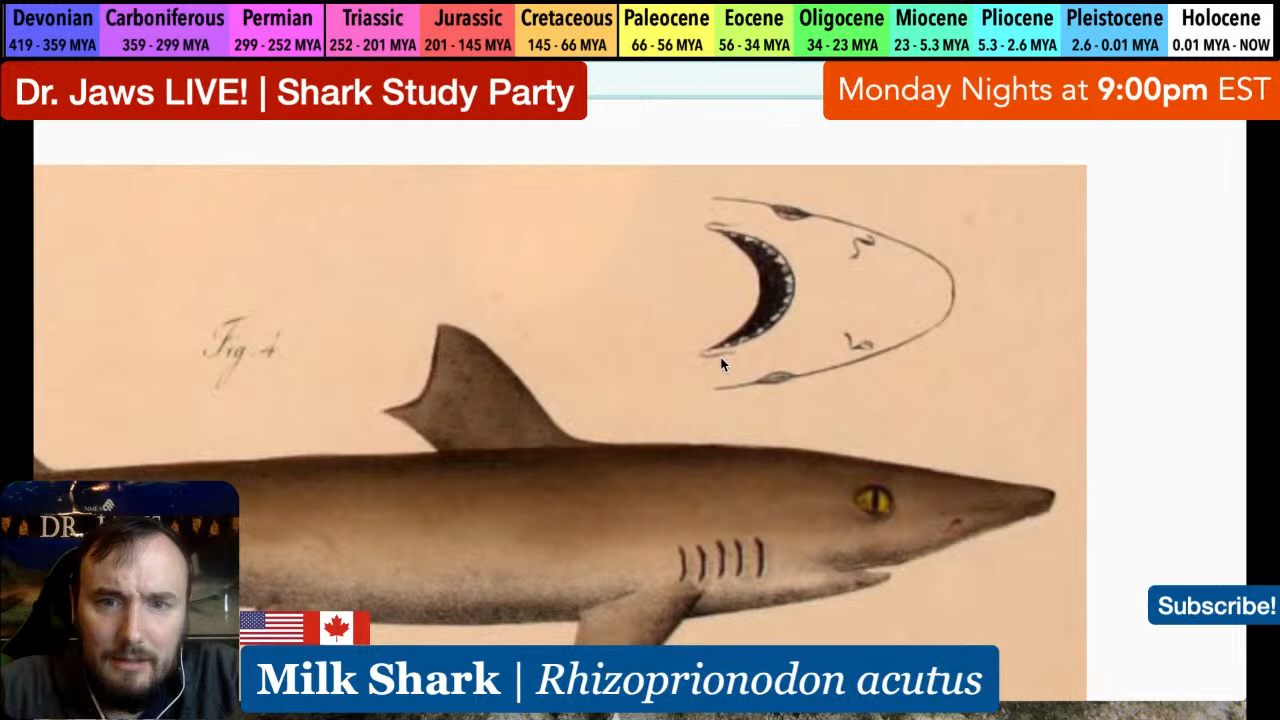 Devonian Carboniferous Permian Triassic Jurassic Cretaceous Paleocene Eocene Oligocene Miocene Pliocene Pleistocene Holocene
419 - 359 MYA 359 - 299 MYA 299 - 252 MYA 252 - 201 MYA 201 - 145 MYA 145 - 66 MYA 66 - 56 MYA 56 - 34 MYA 34 - 23 MYA 23 - 5.3 MYA 5.3 - 2.6 MYA 2.6 - 0.01 MYA 0.01 MYA - NOW
Dr. Jaws LIVE! | Shark Study Party
Monday Nights at 9:00pm EST
Fig. 4
DR. JAWS
Subscribe!
Milk Shark | Rhizoprionodon acutus